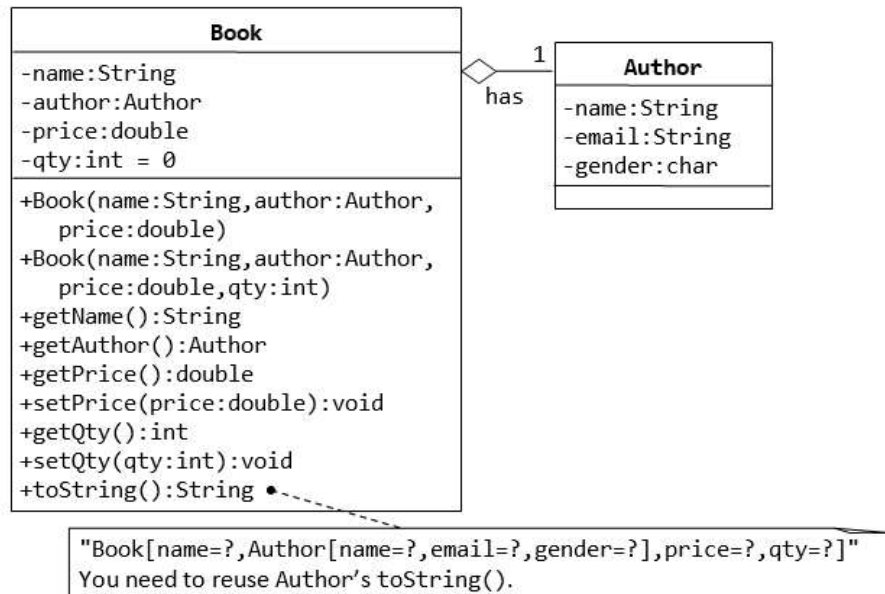 Book
-name:String
-author:Author
-price:double
-qty:int = 0
+Book(name:String,author:Author,
price:double)
+Book(name:String,author:Author,
price:double,qty:int)
+getName():String
+getAuthor():Author
+getPrice():double
+setPrice(price:double):void
+getQty():int
+setQty(qty:int):void
+toString():String
1
has
Author
-name:String
-email:String
-gender:char
"Book[name=?,Author[name=?,email=?,gender=?],price=?,qty=?]"
You need to reuse Author's toString().